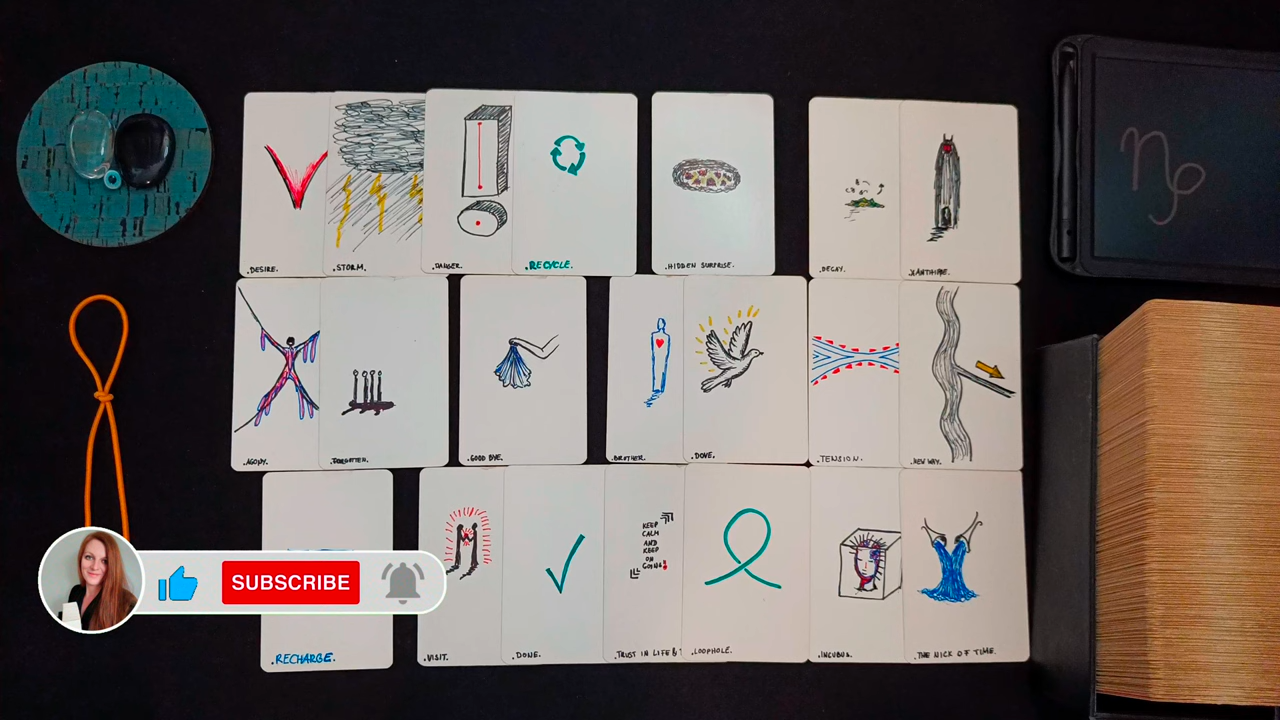 .DESIRE.
.STORM.
.DANGER.
.RECYCLE.
.HIDDEN SURPRISE.
.DECAY.
.XANTHIPPE.
.AGONY.
.FORGOTTEN.
.GOOD BYE.
.BROTHER.
.DOVE.
.TENSION.
.NEW WAY.
KEEP
CALM
AND
KEEP
ON
GOING!
SUBSCRIBE
.RECHARGE.
.VISIT.
.DONE.
.TRUST IN LIFE &
.LOOPHOLE.
.INCUBUS.
.THE NICK OF TIME.